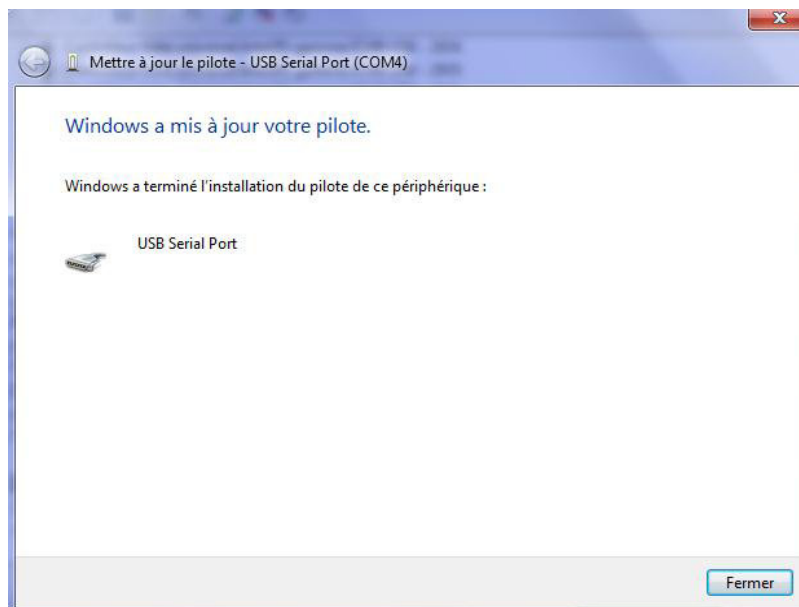 Mettre à jour le pilote - USB Serial Port (COM4)
Windows a mis à jour votre pilote.
Windows a terminé l'installation du pilote de ce périphérique :
USB Serial Port
Fermer